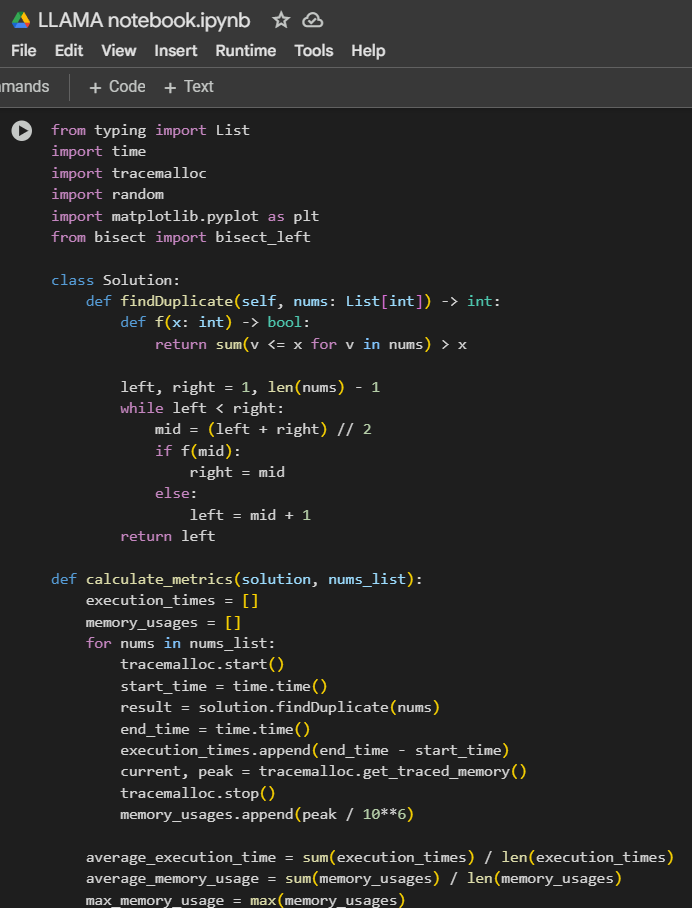 LLAMA notebook.ipynb
File Edit View Insert Runtime Tools Help
mmands + Code + Text
from typing import List
import time
import tracemalloc
import random
import matplotlib.pyplot as plt
from bisect import bisect_left

class Solution:
    def findDuplicate(self, nums: List[int]) -> int:
        def f(x: int) -> bool:
            return sum(v <= x for v in nums) > x

        left, right = 1, len(nums) - 1
        while left < right:
            mid = (left + right) // 2
            if f(mid):
                right = mid
            else:
                left = mid + 1
        return left

def calculate_metrics(solution, nums_list):
    execution_times = []
    memory_usages = []
    for nums in nums_list:
        tracemalloc.start()
        start_time = time.time()
        result = solution.findDuplicate(nums)
        end_time = time.time()
        execution_times.append(end_time - start_time)
        current, peak = tracemalloc.get_traced_memory()
        tracemalloc.stop()
        memory_usages.append(peak / 10**6)

    average_execution_time = sum(execution_times) / len(execution_times)
    average_memory_usage = sum(memory_usages) / len(memory_usages)
    max_memory_usage = max(memory_usages)